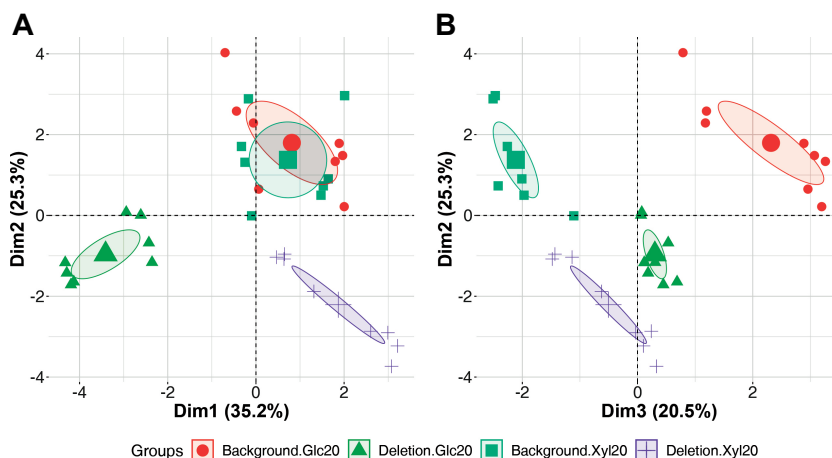 A
B
4
2
0
-2
-4
Dim2 (25.3%)
-4
-2
0
2
Dim1 (35.2%)
4
2
0
-2
-4
Dim2 (25.3%)
-2
0
2
Dim3 (20.5%)
Groups Background.Glc20 Deletion.Glc20 Background.Xyl20 Deletion.Xyl20